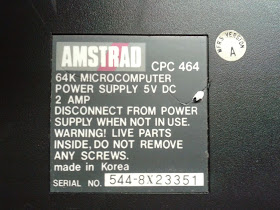 AMSTRAD CPC 464
64K MICROCOMPUTER
POWER SUPPLY 5V DC
2 AMP
DISCONNECT FROM POWER
SUPPLY WHEN NOT IN USE.
WARNING! LIVE PARTS
INSIDE, DO NOT REMOVE
ANY SCREWS.
made in Korea
SERIAL NO. 544-8X23351
VERSION
A